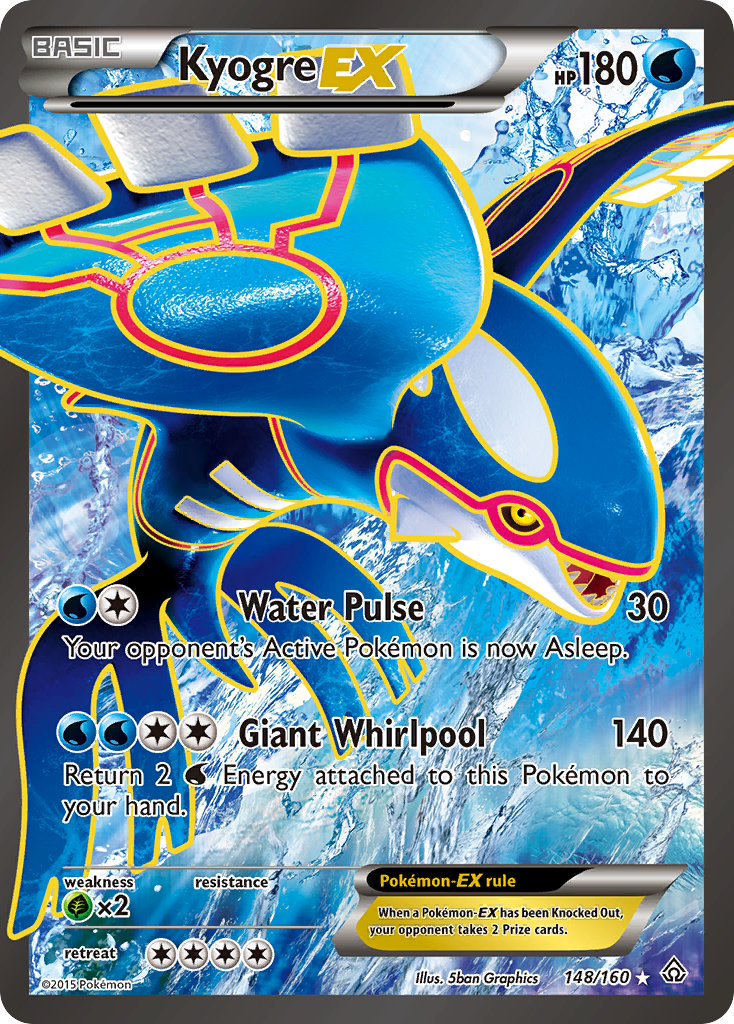 BASIC
Kyogre EX
HP 180
Water Pulse 30
Your opponent's Active Pokémon is now Asleep.
Giant Whirlpool 140
Return 2 Energy attached to this Pokémon to
your hand.
weakness resistance
×2
Pokémon-EX rule
When a Pokémon-EX has been Knocked Out,
your opponent takes 2 Prize cards.
retreat
©2015 Pokémon
Illus. 5ban Graphics 148/160 ★